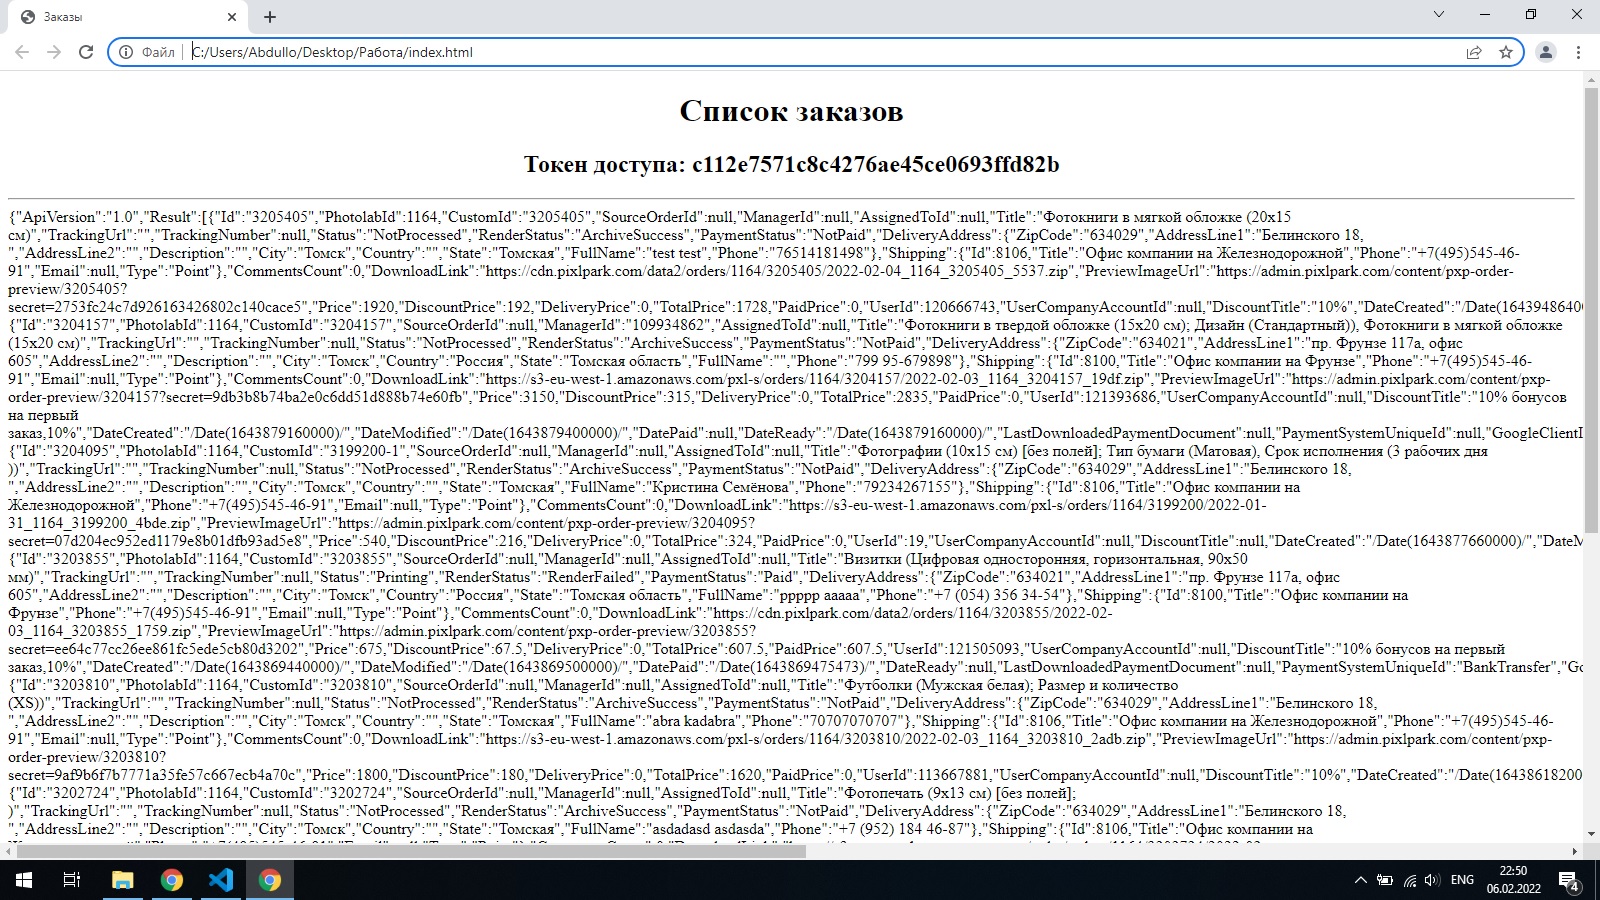 Заказы
Файл
C:/Users/Abdullo/Desktop/Работа/index.html
Список заказов
Токен доступа: c112e7571c8c4276ae45ce0693ffd82b
{"ApiVersion":"1.0","Result":[{"Id":"3205405","PhotolabId":1164,"CustomId":"3205405","SourceOrderId":null,"ManagerId":null,"AssignedToId":null,"Title":"Фотокниги в мягкой обложке (20x15
см)","TrackingUrl":"","TrackingNumber":null,"Status":"NotProcessed","RenderStatus":"ArchiveSuccess","PaymentStatus":"NotPaid","DeliveryAddress":{"ZipCode":"634029","AddressLine1":"Белинского 18,
","AddressLine2":"","Description":"","City":"Томск","Country":"","State":"Томская","FullName":"test test","Phone":"76514181498"},"Shipping":{"Id":8106,"Title":"Офис компании на Железнодорожной","Phone":"+7(495)545-46-
91","Email":null,"Type":"Point"},"CommentsCount":0,"DownloadLink":"https://cdn.pixlpark.com/data2/orders/1164/3205405/2022-02-04_1164_3205405_5537.zip","PreviewImageUrl":"https://admin.pixlpark.com/content/pxp-order-
preview/3205405?
secret=2753fc24c7d926163426802c140cace5","Price":1920,"DiscountPrice":192,"DeliveryPrice":0,"TotalPrice":1728,"PaidPrice":0,"UserId":120666743,"UserCompanyAccountId":null,"DiscountTitle":"10%","DateCreated":"/Date(164394864000
{"Id":"3204157","PhotolabId":1164,"CustomId":"3204157","SourceOrderId":null,"ManagerId":"109934862","AssignedToId":null,"Title":"Фотокниги в твердой обложке (15x20 см); Дизайн (Стандартный)), Фотокниги в мягкой обложке
(15x20 см)","TrackingUrl":"","TrackingNumber":null,"Status":"NotProcessed","RenderStatus":"ArchiveSuccess","PaymentStatus":"NotPaid","DeliveryAddress":{"ZipCode":"634021","AddressLine1":"пр. Фрунзе 117а, офис
605","AddressLine2":"","Description":"","City":"Томск","Country":"Россия","State":"Томская область","FullName":"","Phone":"799 95-679898"},"Shipping":{"Id":8100,"Title":"Офис компании на Фрунзе","Phone":"+7(495)545-46-
91","Email":null,"Type":"Point"},"CommentsCount":0,"DownloadLink":"https://s3-eu-west-1.amazonaws.com/pxl-s/orders/1164/3204157/2022-02-03_1164_3204157_19df.zip","PreviewImageUrl":"https://admin.pixlpark.com/content/pxp-
order-preview/3204157?secret=9db3b8b74ba2e0c6dd51d888b74e60fb","Price":3150,"DiscountPrice":315,"DeliveryPrice":0,"TotalPrice":2835,"PaidPrice":0,"UserId":121393686,"UserCompanyAccountId":null,"DiscountTitle":"10% бонусов
на первый
заказ,10%","DateCreated":"/Date(1643879160000)/","DateModified":"/Date(1643879400000)/","DatePaid":null,"DateReady":"/Date(1643879160000)/","LastDownloadedPaymentDocument":null,"PaymentSystemUniqueId":null,"GoogleClientI
{"Id":"3204095","PhotolabId":1164,"CustomId":"3199200-1","SourceOrderId":null,"ManagerId":null,"AssignedToId":null,"Title":"Фотографии (10x15 см) [без полей]; Тип бумаги (Матовая), Срок исполнения (3 рабочих дня
))","TrackingUrl":"","TrackingNumber":null,"Status":"NotProcessed","RenderStatus":"ArchiveSuccess","PaymentStatus":"NotPaid","DeliveryAddress":{"ZipCode":"634029","AddressLine1":"Белинского 18,
","AddressLine2":"","Description":"","City":"Томск","Country":"","State":"Томская","FullName":"Кристина Семёнова","Phone":"79234267155"},"Shipping":{"Id":8106,"Title":"Офис компании на
Железнодорожной","Phone":"+7(495)545-46-91","Email":null,"Type":"Point"},"CommentsCount":0,"DownloadLink":"https://s3-eu-west-1.amazonaws.com/pxl-s/orders/1164/3199200/2022-01-
31_1164_3199200_4bde.zip","PreviewImageUrl":"https://admin.pixlpark.com/content/pxp-order-preview/3204095?
secret=07d204ec952ed1179e8b01dfb93ad5e8","Price":540,"DiscountPrice":216,"DeliveryPrice":0,"TotalPrice":324,"PaidPrice":0,"UserId":19,"UserCompanyAccountId":null,"DiscountTitle":null,"DateCreated":"/Date(1643877660000)/","DateM
{"Id":"3203855","PhotolabId":1164,"CustomId":"3203855","SourceOrderId":null,"ManagerId":null,"AssignedToId":null,"Title":"Визитки (Цифровая односторонняя, горизонтальная, 90x50
мм)","TrackingUrl":"","TrackingNumber":null,"Status":"Printing","RenderStatus":"RenderFailed","PaymentStatus":"Paid","DeliveryAddress":{"ZipCode":"634021","AddressLine1":"пр. Фрунзе 117а, офис
605","AddressLine2":"","Description":"","City":"Томск","Country":"Россия","State":"Томская область","FullName":"ррррр ааааа","Phone":"+7 (054) 356 34-54"},"Shipping":{"Id":8100,"Title":"Офис компании на
Фрунзе","Phone":"+7(495)545-46-91","Email":null,"Type":"Point"},"CommentsCount":0,"DownloadLink":"https://cdn.pixlpark.com/data2/orders/1164/3203855/2022-02-
03_1164_3203855_1759.zip","PreviewImageUrl":"https://admin.pixlpark.com/content/pxp-order-preview/3203855?
secret=ee64c77cc26ee861fc5ede5cb80d3202","Price":675,"DiscountPrice":67.5,"DeliveryPrice":0,"TotalPrice":607.5,"PaidPrice":607.5,"UserId":121505093,"UserCompanyAccountId":null,"DiscountTitle":"10% бонусов на первый
заказ,10%","DateCreated":"/Date(1643869440000)/","DateModified":"/Date(1643869500000)/","DatePaid":"/Date(1643869475473)/","DateReady":null,"LastDownloadedPaymentDocument":null,"PaymentSystemUniqueId":"BankTransfer","Go
{"Id":"3203810","PhotolabId":1164,"CustomId":"3203810","SourceOrderId":null,"ManagerId":null,"AssignedToId":null,"Title":"Футболки (Мужская белая); Размер и количество
(XS))","TrackingUrl":"","TrackingNumber":null,"Status":"NotProcessed","RenderStatus":"ArchiveSuccess","PaymentStatus":"NotPaid","DeliveryAddress":{"ZipCode":"634029","AddressLine1":"Белинского 18,
","AddressLine2":"","Description":"","City":"Томск","Country":"","State":"Томская","FullName":"abra kadabra","Phone":"70707070707"},"Shipping":{"Id":8106,"Title":"Офис компании на Железнодорожной","Phone":"+7(495)545-46-
91","Email":null,"Type":"Point"},"CommentsCount":0,"DownloadLink":"https://s3-eu-west-1.amazonaws.com/pxl-s/orders/1164/3203810/2022-02-03_1164_3203810_2adb.zip","PreviewImageUrl":"https://admin.pixlpark.com/content/pxp-
order-preview/3203810?
secret=9af9b6f7b7771a35fe57c667ecb4a70c","Price":1800,"DiscountPrice":180,"DeliveryPrice":0,"TotalPrice":1620,"PaidPrice":0,"UserId":113667881,"UserCompanyAccountId":null,"DiscountTitle":"10%","DateCreated":"/Date(16438618200
{"Id":"3202724","PhotolabId":1164,"CustomId":"3202724","SourceOrderId":null,"ManagerId":null,"AssignedToId":null,"Title":"Фотопечать (9x13 см) [без полей];
)","TrackingUrl":"","TrackingNumber":null,"Status":"NotProcessed","RenderStatus":"ArchiveSuccess","PaymentStatus":"NotPaid","DeliveryAddress":{"ZipCode":"634029","AddressLine1":"Белинского 18,
","AddressLine2":"","Description":"","City":"Томск","Country":"","State":"Томская","FullName":"asdadasd asdasda","Phone":"+7 (952) 184 46-87"},"Shipping":{"Id":8106,"Title":"Офис компании на
ENG
22:50
06.02.2022
4